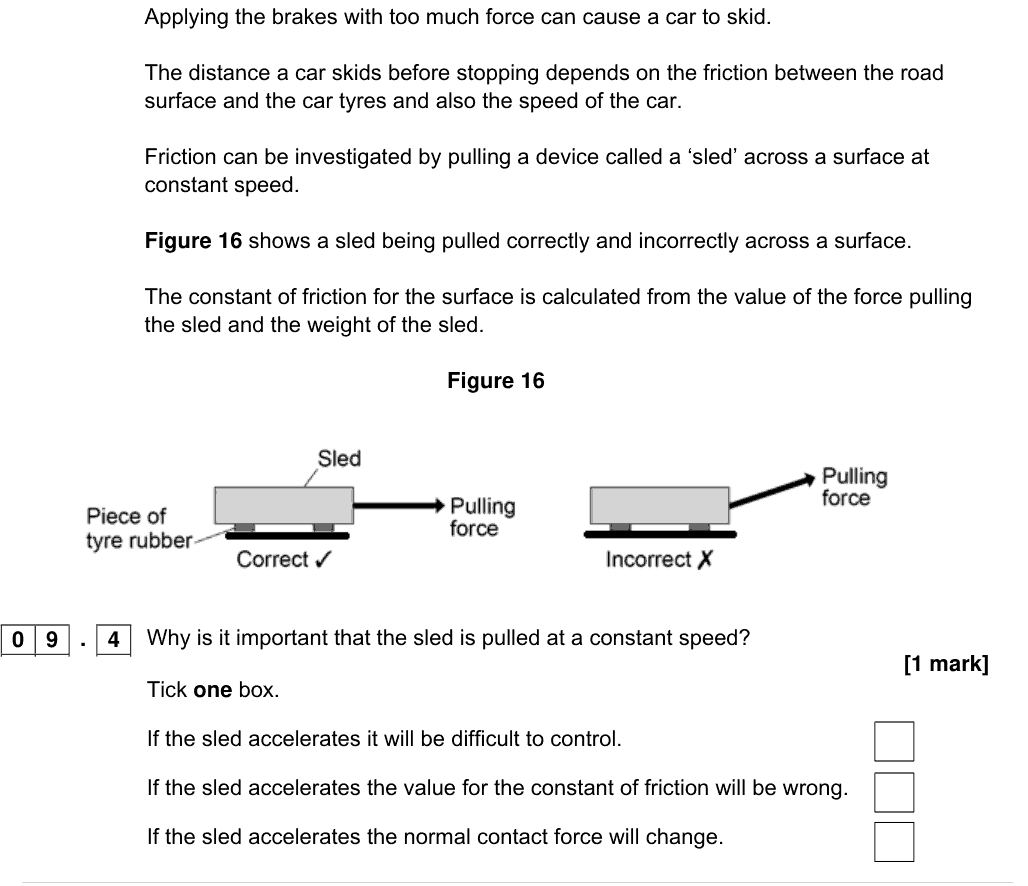 Applying the brakes with too much force can cause a car to skid.
The distance a car skids before stopping depends on the friction between the road
surface and the car tyres and also the speed of the car.
Friction can be investigated by pulling a device called a ‘sled’ across a surface at
constant speed.
Figure 16 shows a sled being pulled correctly and incorrectly across a surface.
The constant of friction for the surface is calculated from the value of the force pulling
the sled and the weight of the sled.
Figure 16
Sled
Piece of
tyre rubber
Pulling
force
Correct ✓
Pulling
force
Incorrect ✗
0 9 . 4 Why is it important that the sled is pulled at a constant speed?
[1 mark]
Tick one box.
If the sled accelerates it will be difficult to control.
If the sled accelerates the value for the constant of friction will be wrong.
If the sled accelerates the normal contact force will change.